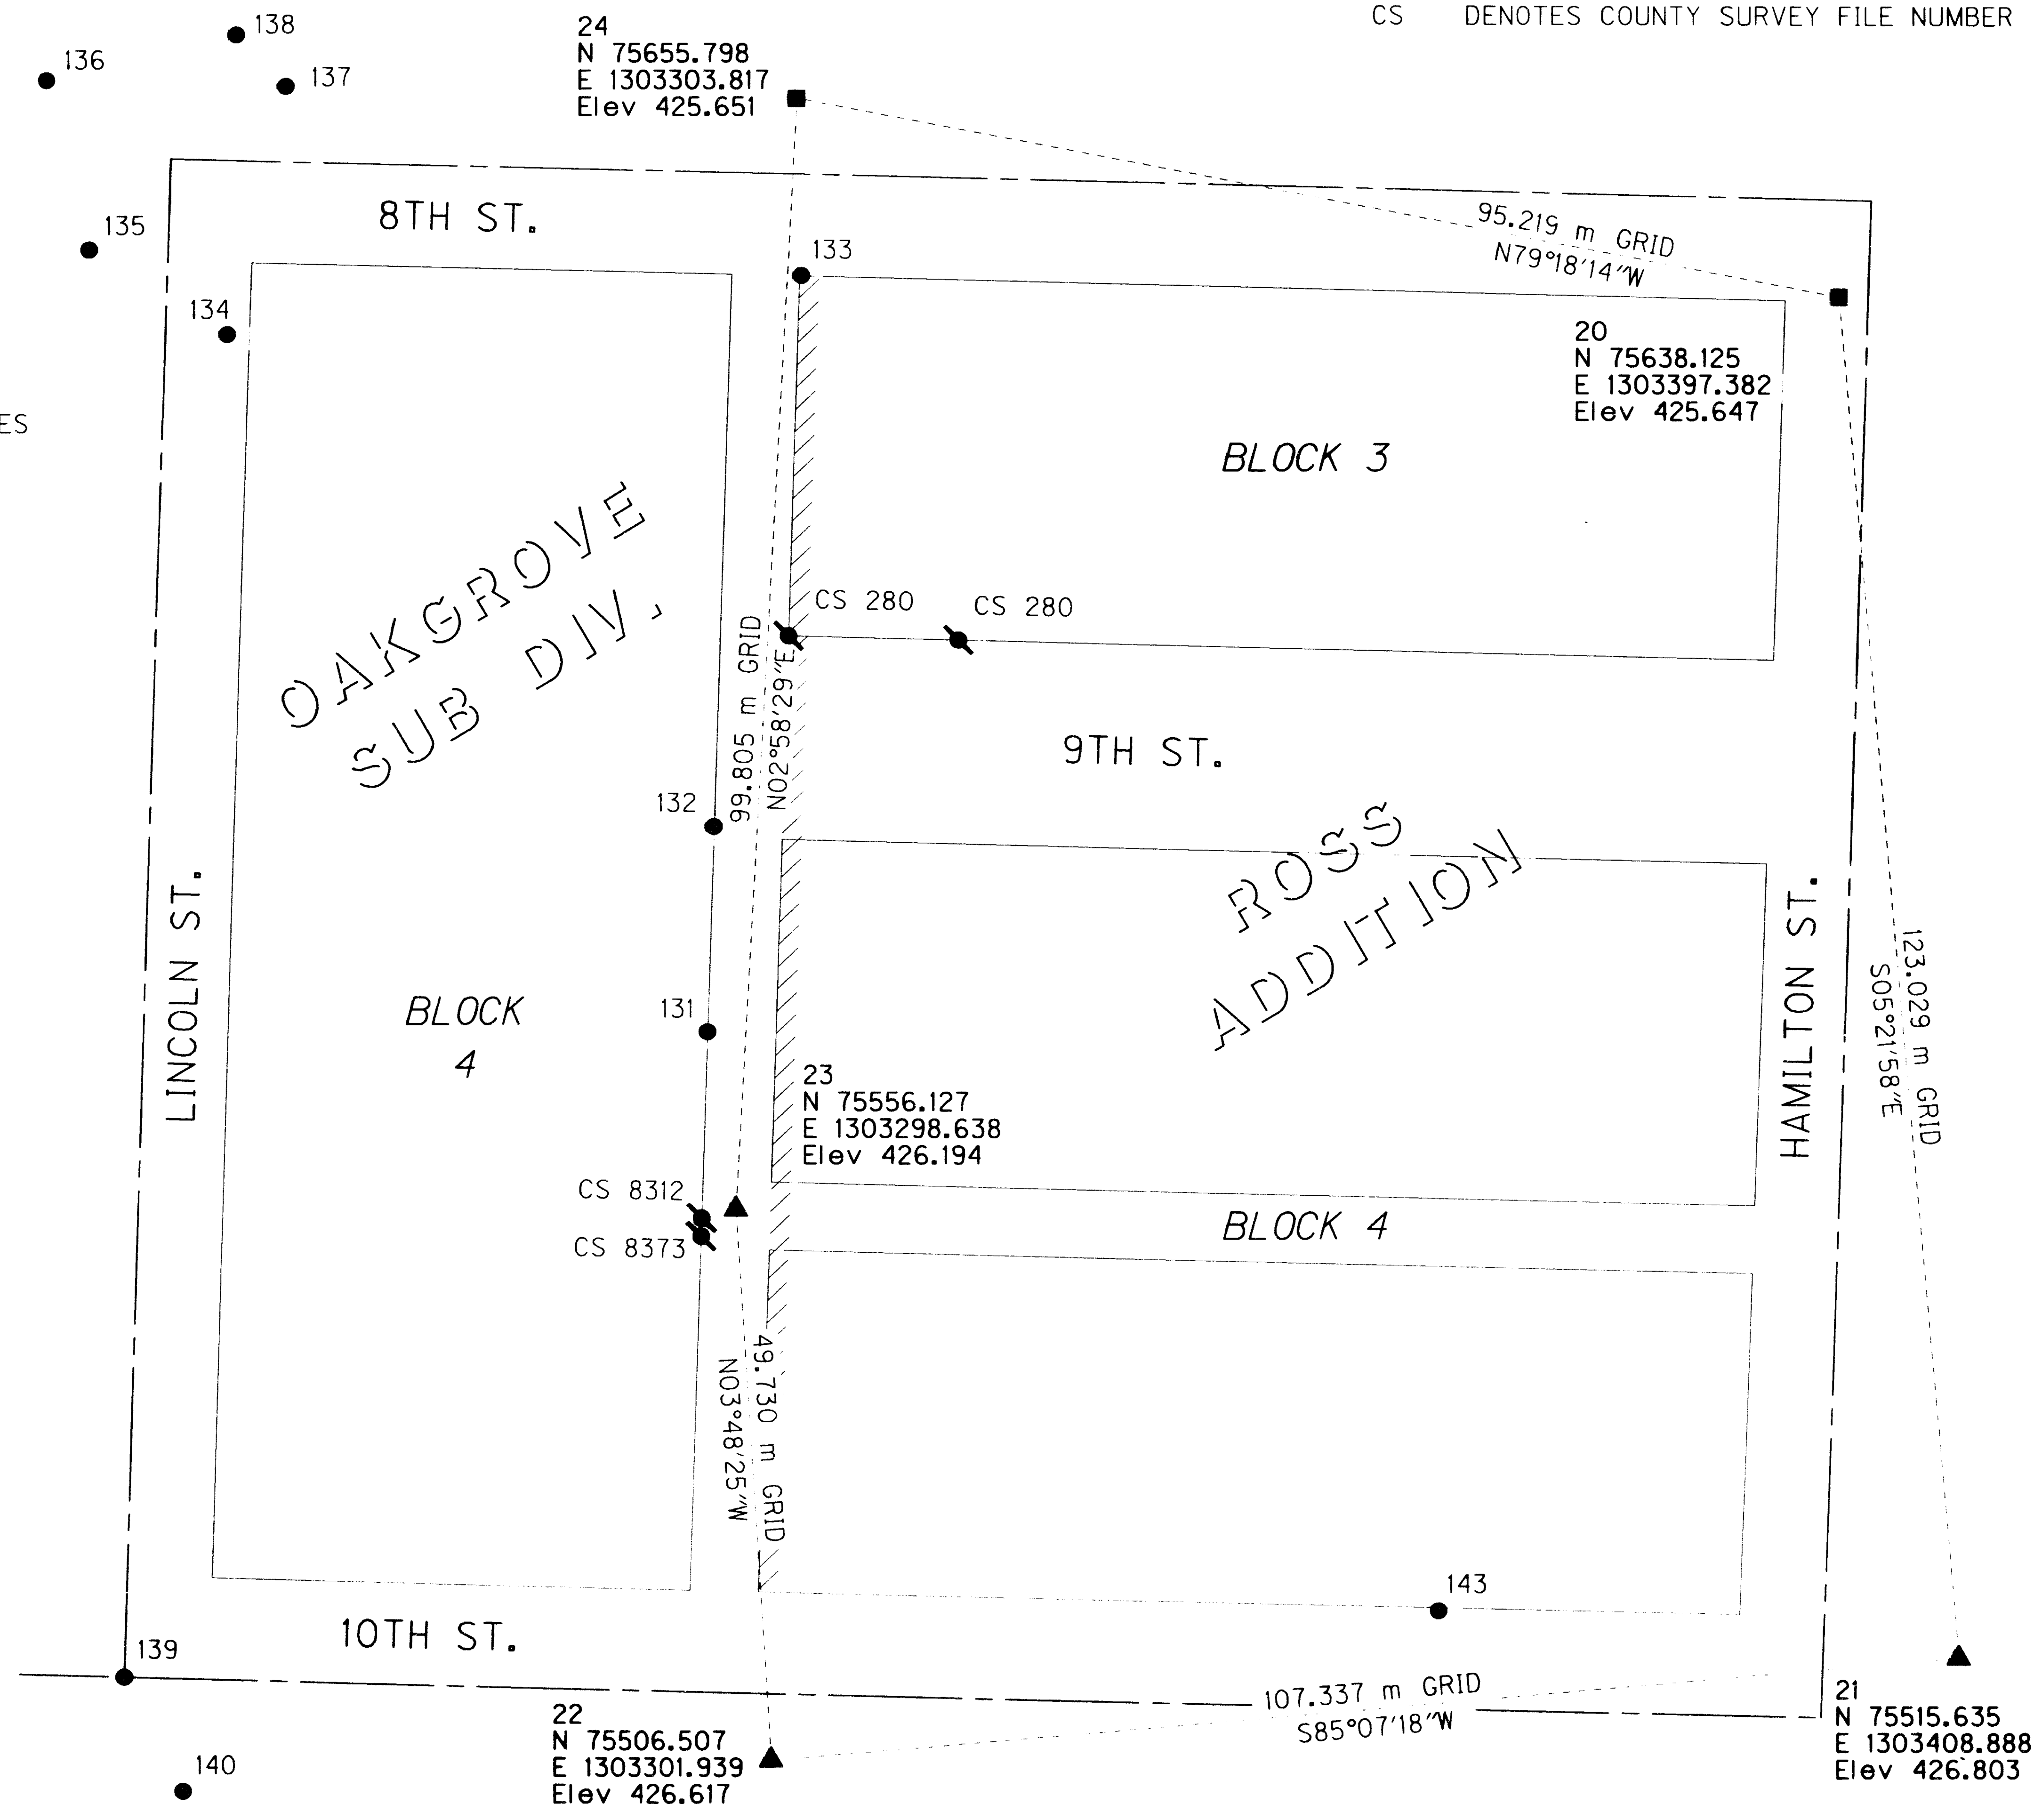 CS DENOTES COUNTY SURVEY FILE NUMBER
138
136
137
24
N 75655.798
E 1303303.817
Elev 425.651
135
8TH ST.
133
95.219 m GRID
N79°18'14"W
134
20
N 75638.125
E 1303397.382
Elev 425.647
ES
BLOCK 3
OAKGROVE
SUB DIV.
CS 280
CS 280
99.805 m GRID
N02°58'29"E
9TH ST.
132
ROSS
ADDITION
LINCOLN ST.
HAMILTON ST.
123.029 m GRID
S05°21'58"E
BLOCK
4
131
23
N 75556.127
E 1303298.638
Elev 426.194
CS 8312
CS 8373
BLOCK 4
49.730 m GRID
N03°48'25"W
143
10TH ST.
139
107.337 m GRID
S85°07'18"W
22
N 75506.507
E 1303301.939
Elev 426.617
21
N 75515.635
E 1303408.888
Elev 426.803
140